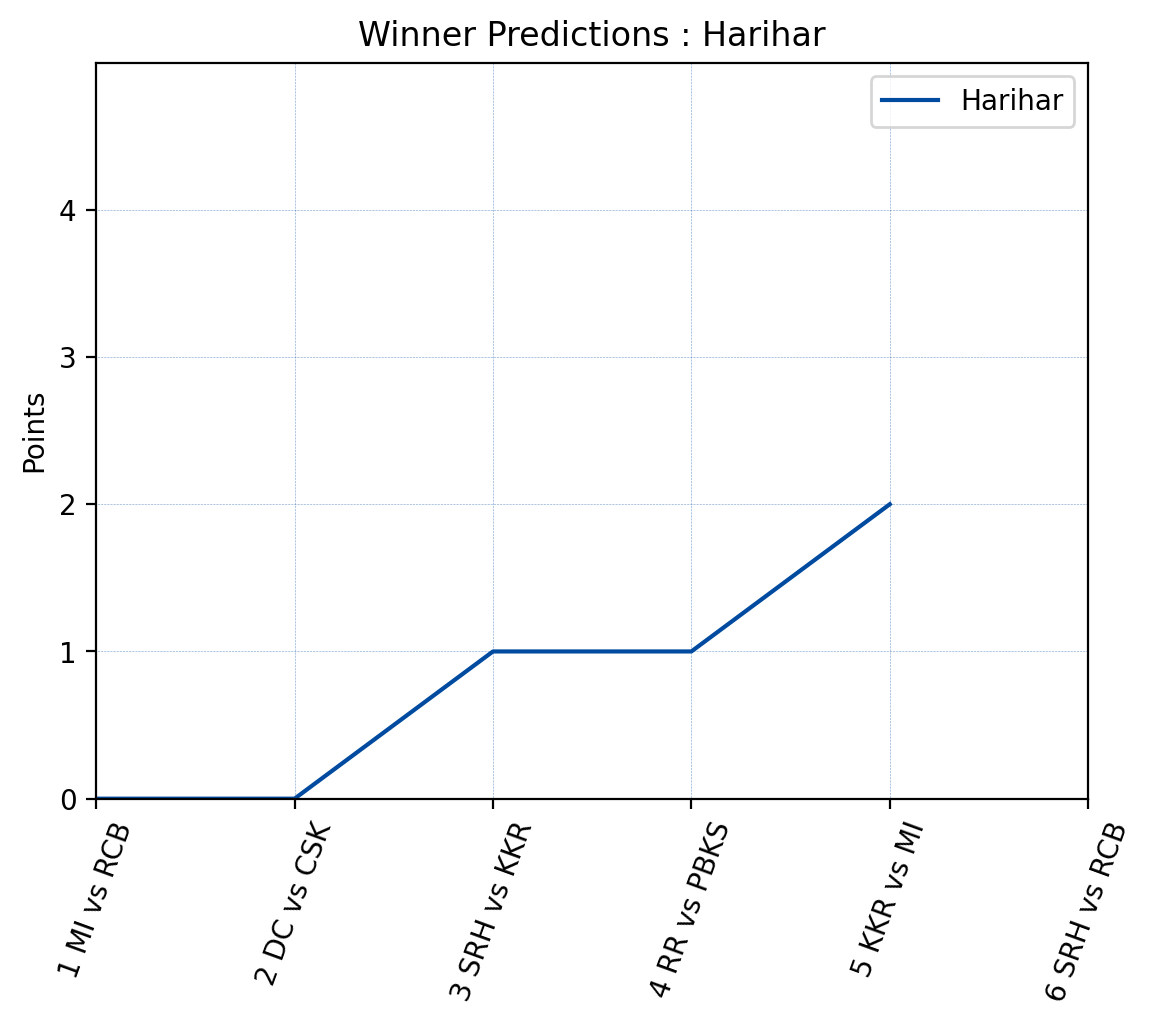 Winner Predictions : Harihar
Harihar
Points
4
3
2
1
0
1 MI vs RCB
2 DC vs CSK
3 SRH vs KKR
4 RR vs PBKS
5 KKR vs MI
6 SRH vs RCB